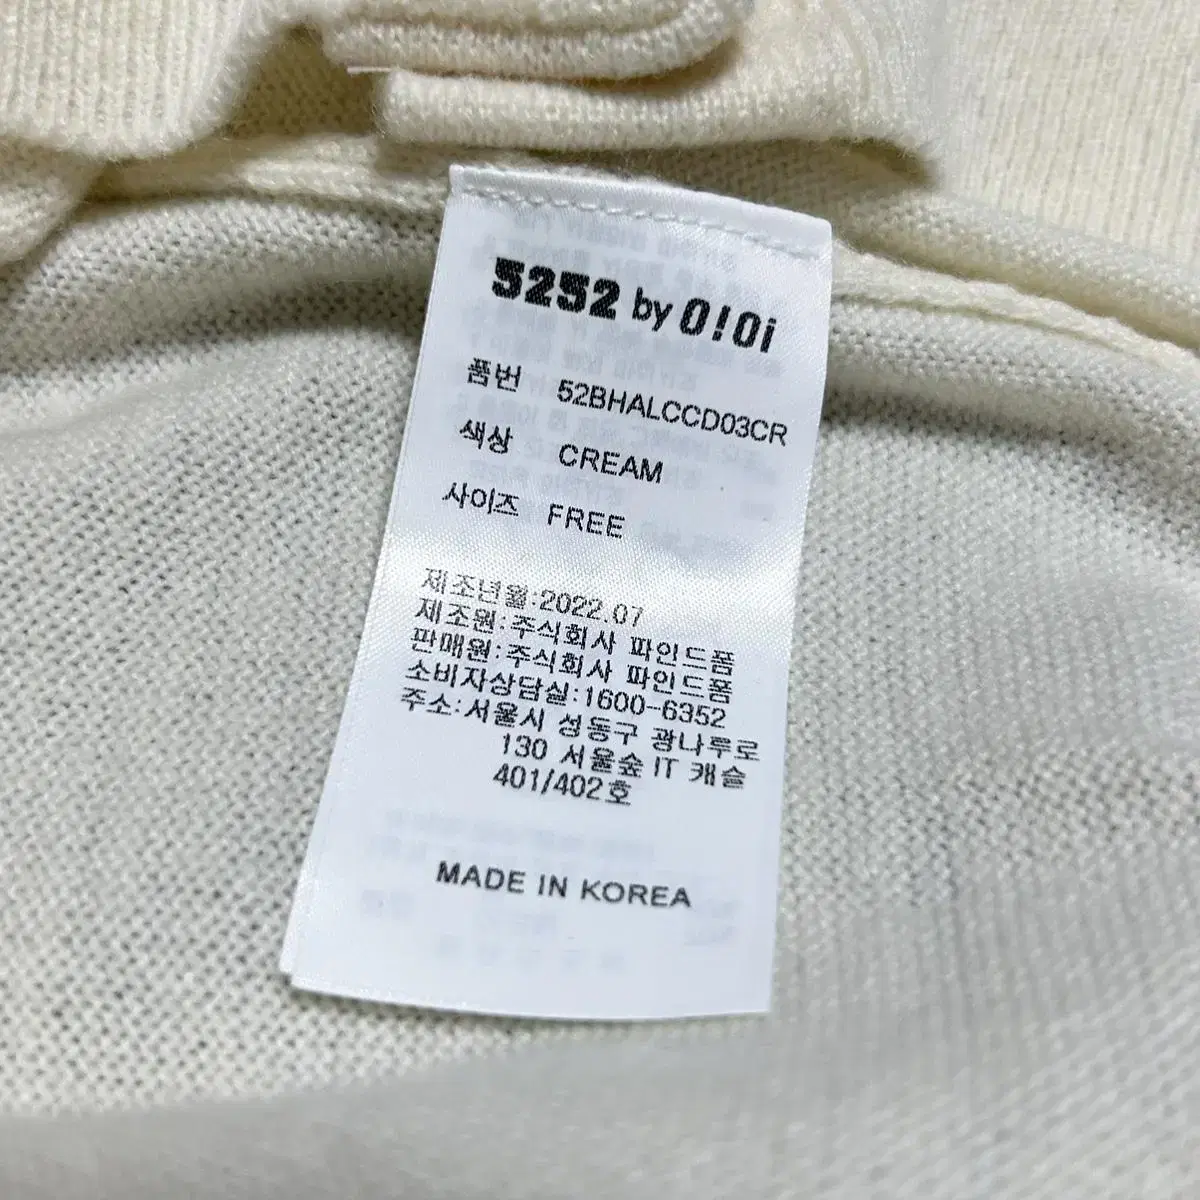 5252 by O!Oi
품번 52BHALCCD03CR
색상 CREAM
사이즈 FREE
제조년월:2022.07
제조원:주식회사 파인드폼
판매원:주식회사 파인드폼
소비자상담실:1600-6352
주소:서울시 성동구 광나루로
130 서울숲 IT 캐슬
401/402호
MADE IN KOREA